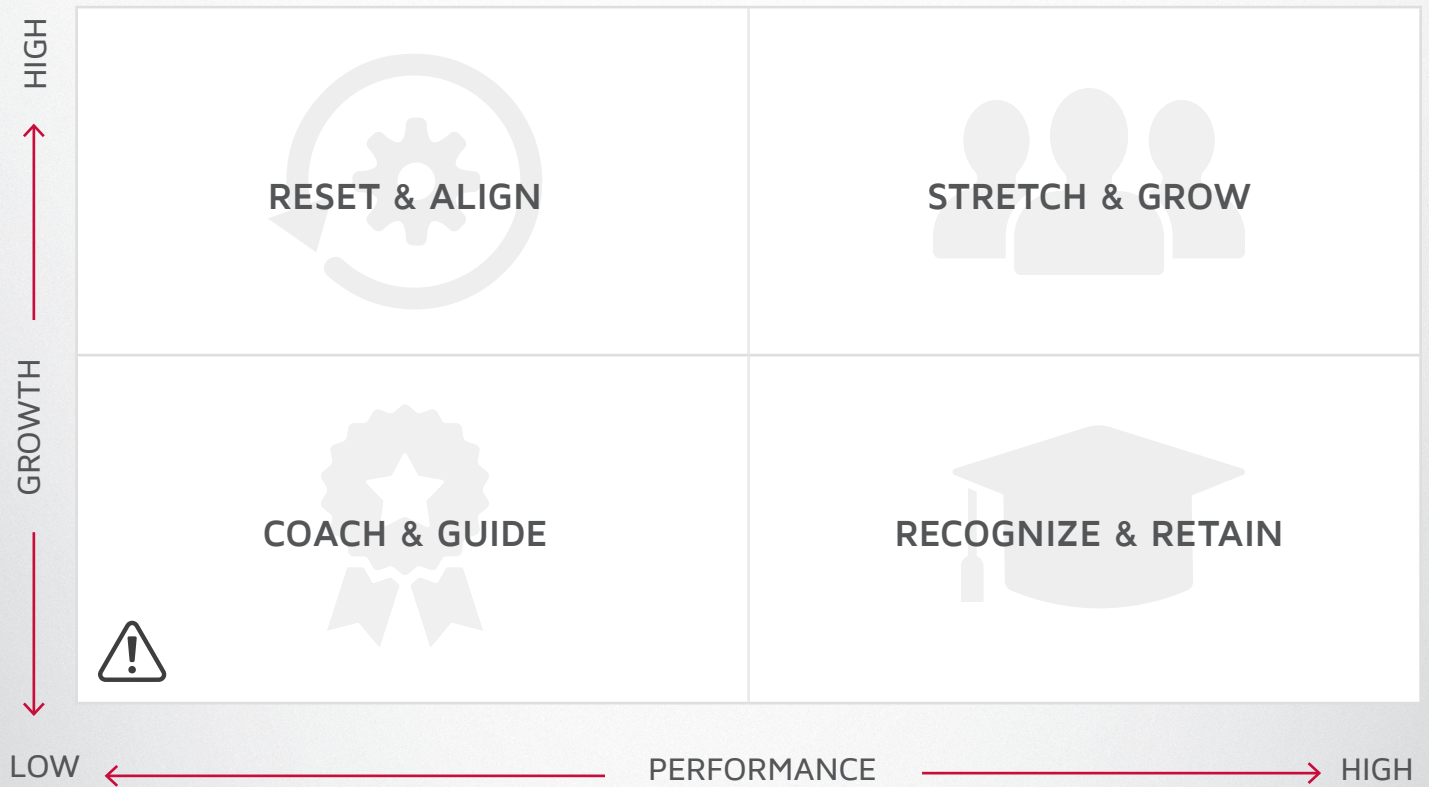 HIGH
RESET & ALIGN
STRETCH & GROW
GROWTH
COACH & GUIDE
RECOGNIZE & RETAIN
LOW
PERFORMANCE
HIGH